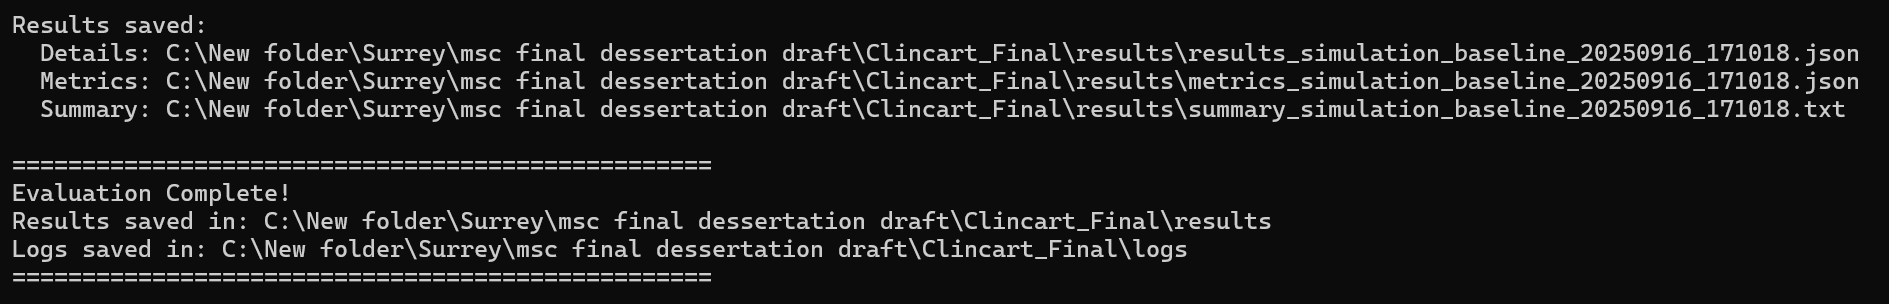 Results saved:
  Details: C:\New folder\Surrey\msc final dessertation draft\Clincart_Final\results\results_simulation_baseline_20250916_171018.json
  Metrics: C:\New folder\Surrey\msc final dessertation draft\Clincart_Final\results\metrics_simulation_baseline_20250916_171018.json
  Summary: C:\New folder\Surrey\msc final dessertation draft\Clincart_Final\results\summary_simulation_baseline_20250916_171018.txt

==================================================
Evaluation Complete!
Results saved in: C:\New folder\Surrey\msc final dessertation draft\Clincart_Final\results
Logs saved in: C:\New folder\Surrey\msc final dessertation draft\Clincart_Final\logs
==================================================